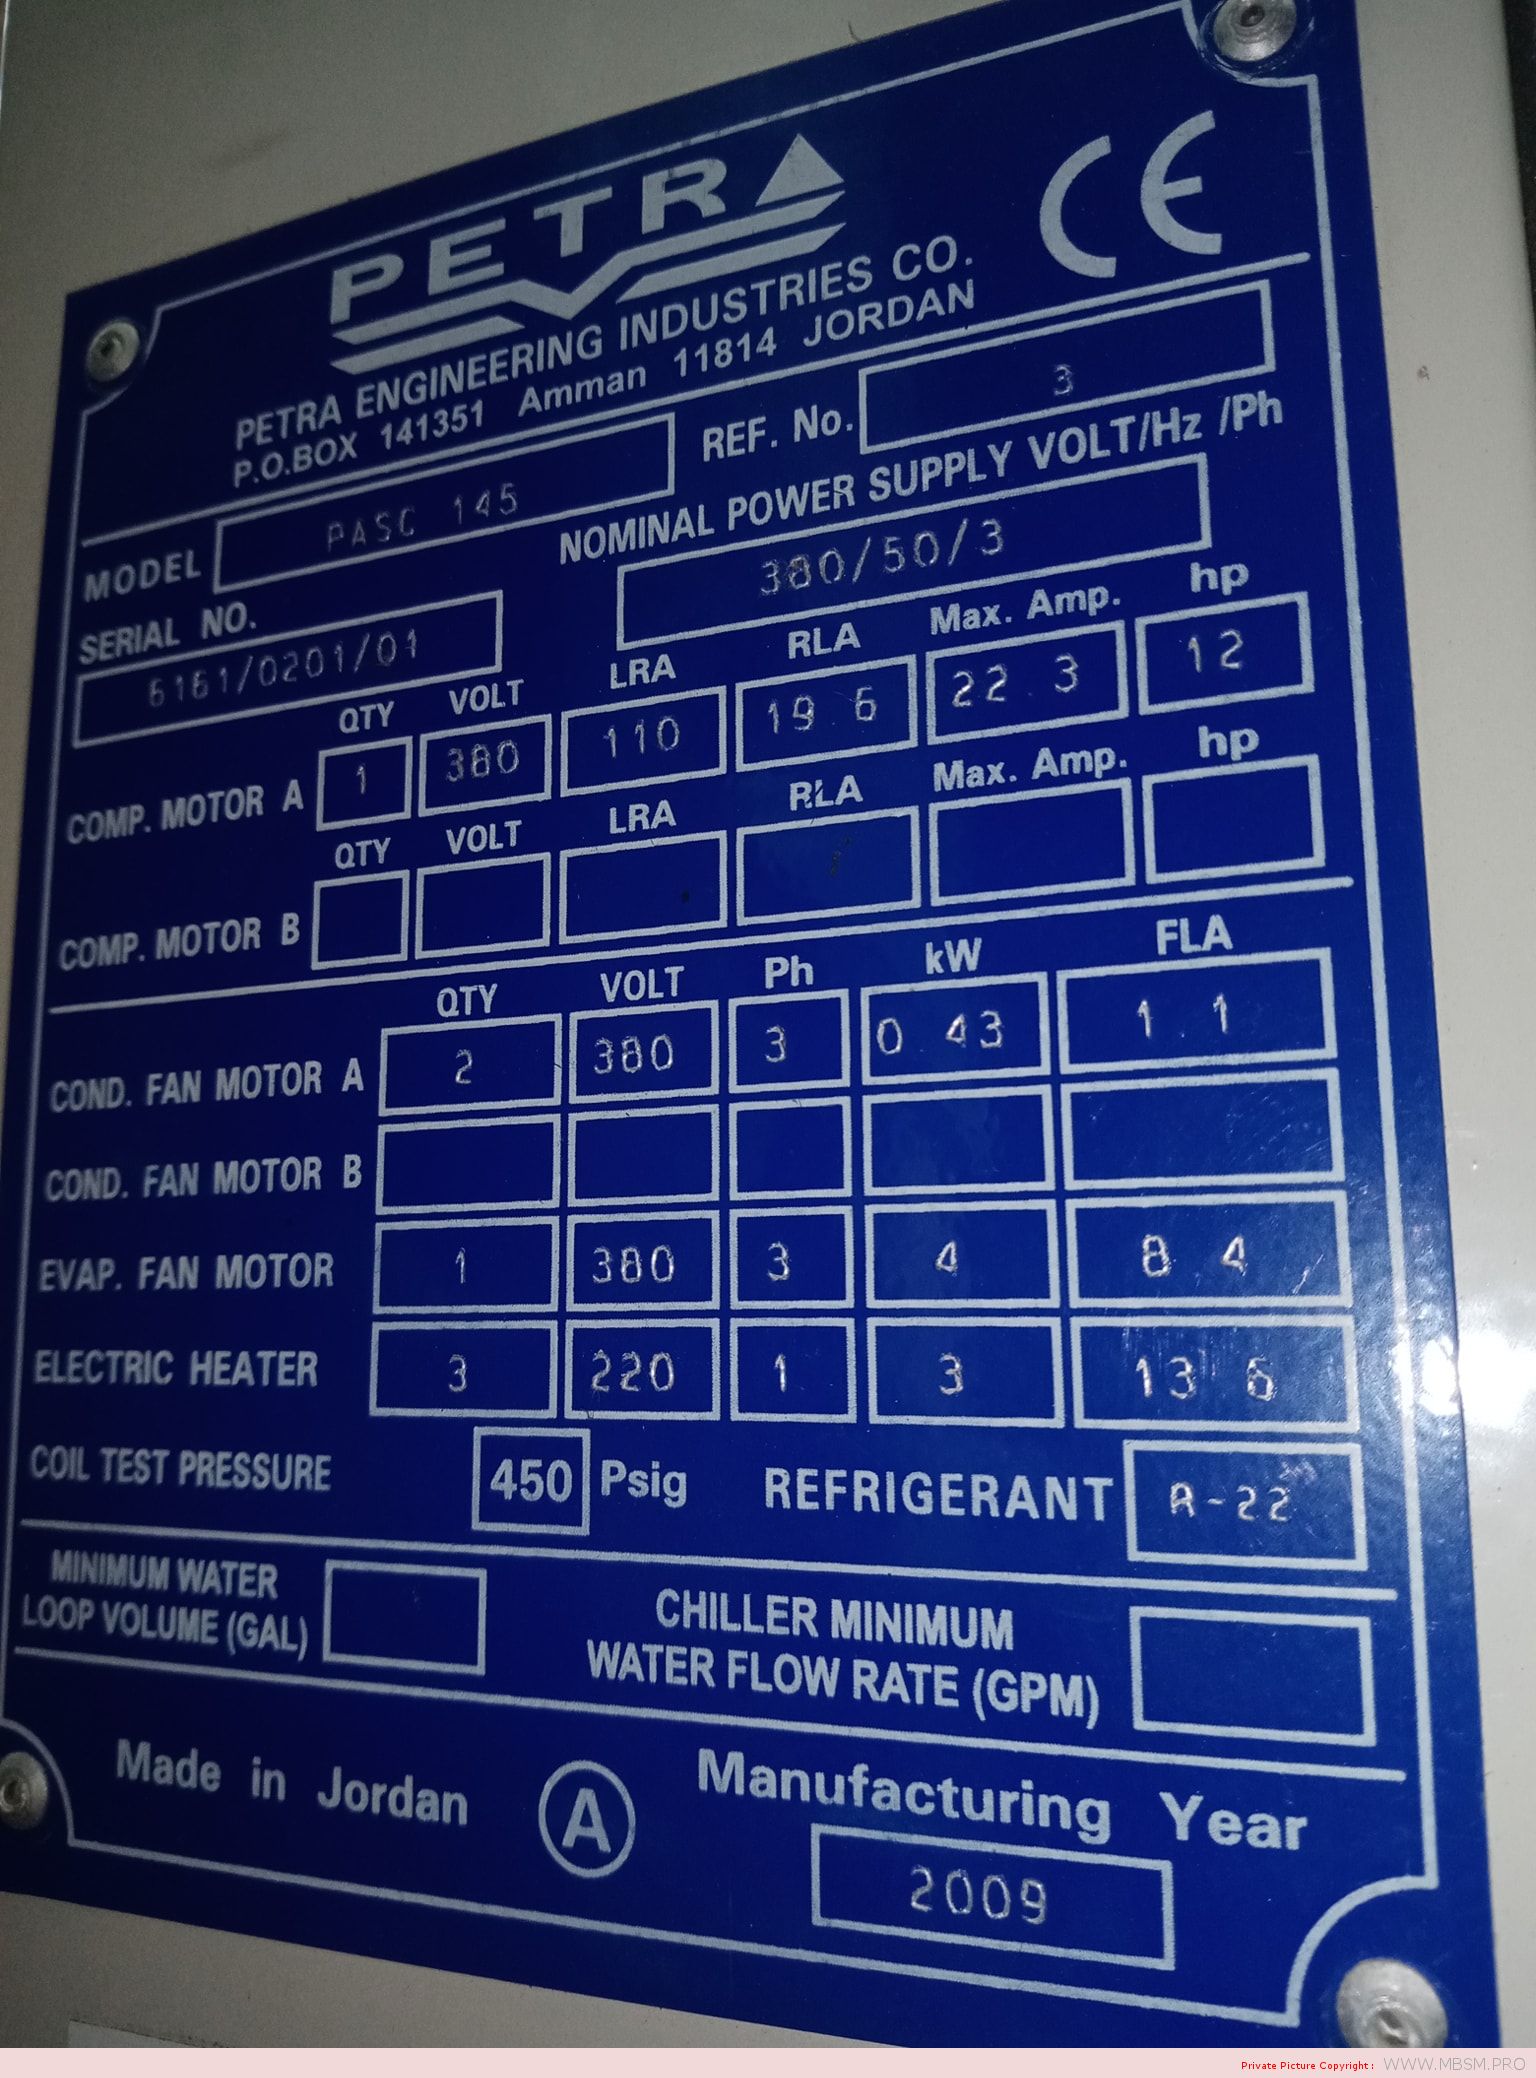 PETRA
CE
PETRA ENGINEERING INDUSTRIES CO.
P.O.BOX 141351 Amman 11814 JORDAN
MODEL PASC 145 REF. No. 3
SERIAL NO. NOMINAL POWER SUPPLY VOLT/Hz /Ph
6161/0201/01 380/50/3
QTY VOLT LRA RLA Max. Amp. hp
COMP. MOTOR A 1 380 110 19.6 22.3 12
QTY VOLT LRA RLA Max. Amp. hp
COMP. MOTOR B
QTY VOLT Ph kW FLA
COND. FAN MOTOR A 2 380 3 0.43 1.1
COND. FAN MOTOR B
EVAP. FAN MOTOR 1 380 3 4 8.4
ELECTRIC HEATER 3 220 1 3 13.6
COIL TEST PRESSURE 450 Psig REFRIGERANT R-22
MINIMUM WATER
LOOP VOLUME (GAL)
CHILLER MINIMUM
WATER FLOW RATE (GPM)
Made in Jordan A Manufacturing Year
2009
Private Picture Copyright : WWW.MBSM.PRO